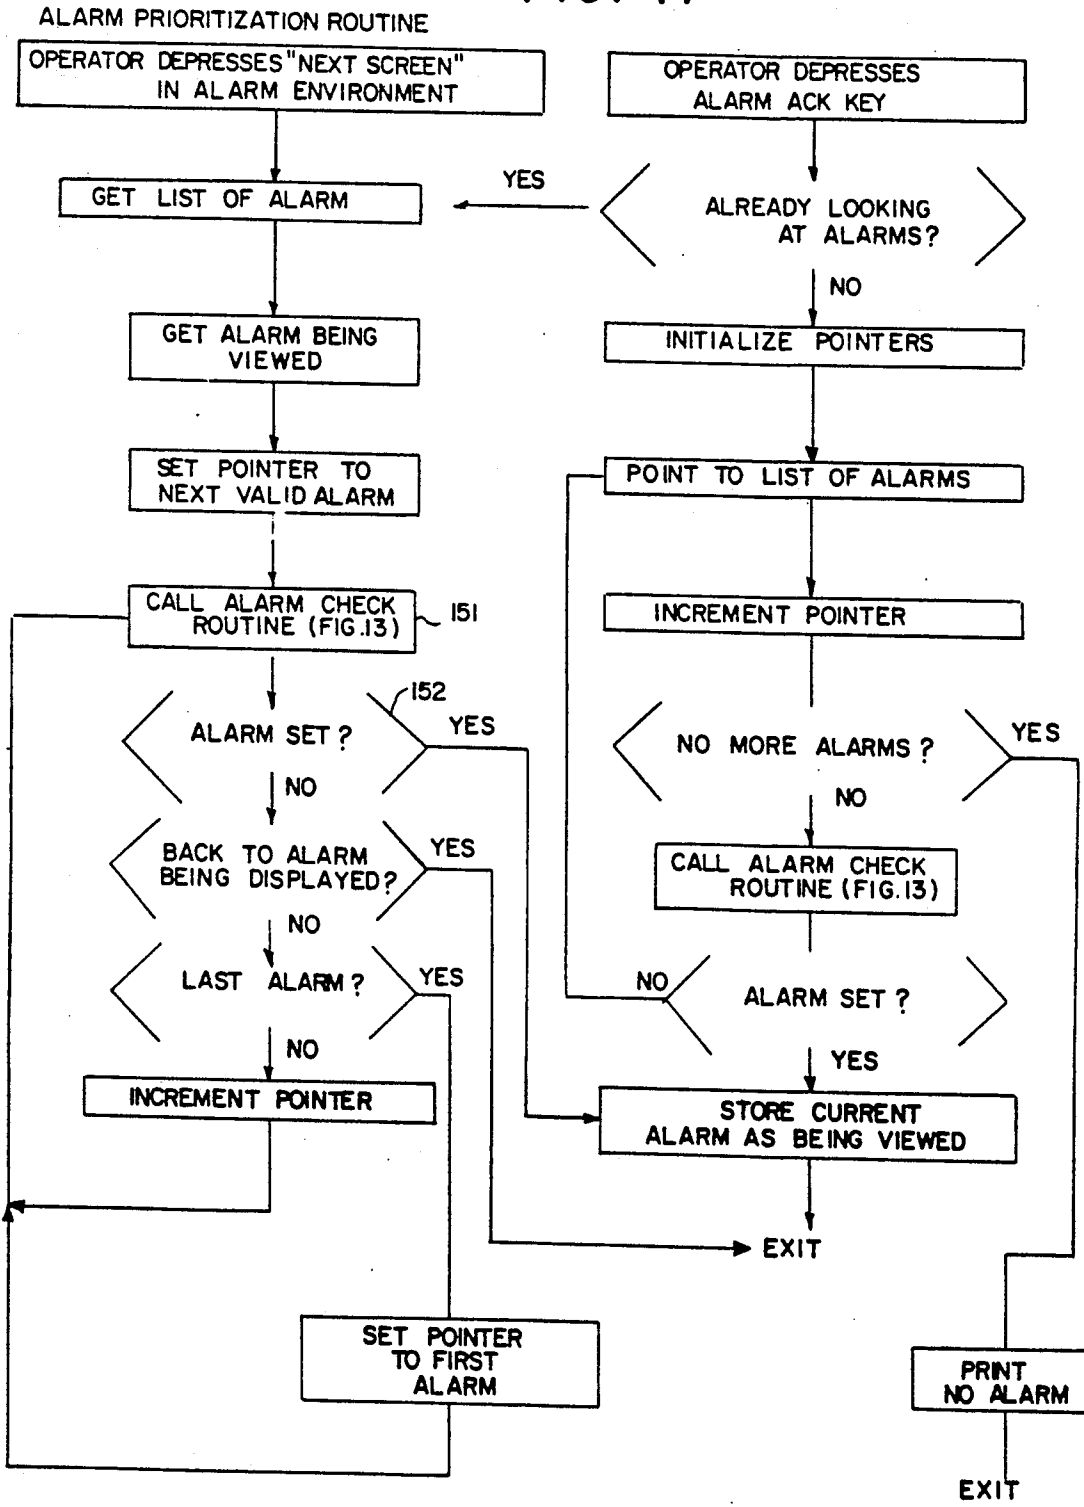 ALARM PRIORITIZATION ROUTINE
OPERATOR DEPRESSES "NEXT SCREEN"
IN ALARM ENVIRONMENT
GET LIST OF ALARM
GET ALARM BEING
VIEWED
SET POINTER TO
NEXT VALID ALARM
CALL ALARM CHECK
ROUTINE (FIG.13)
151
152
ALARM SET?
YES
NO
BACK TO ALARM
BEING DISPLAYED?
YES
NO
LAST ALARM?
YES
NO
INCREMENT POINTER
SET POINTER
TO FIRST
ALARM
OPERATOR DEPRESSES
ALARM ACK KEY
YES
ALREADY LOOKING
AT ALARMS?
NO
INITIALIZE POINTERS
POINT TO LIST OF ALARMS
INCREMENT POINTER
NO MORE ALARMS?
YES
NO
CALL ALARM CHECK
ROUTINE (FIG.13)
NO
ALARM SET?
YES
STORE CURRENT
ALARM AS BEING VIEWED
EXIT
PRINT
NO ALARM
EXIT